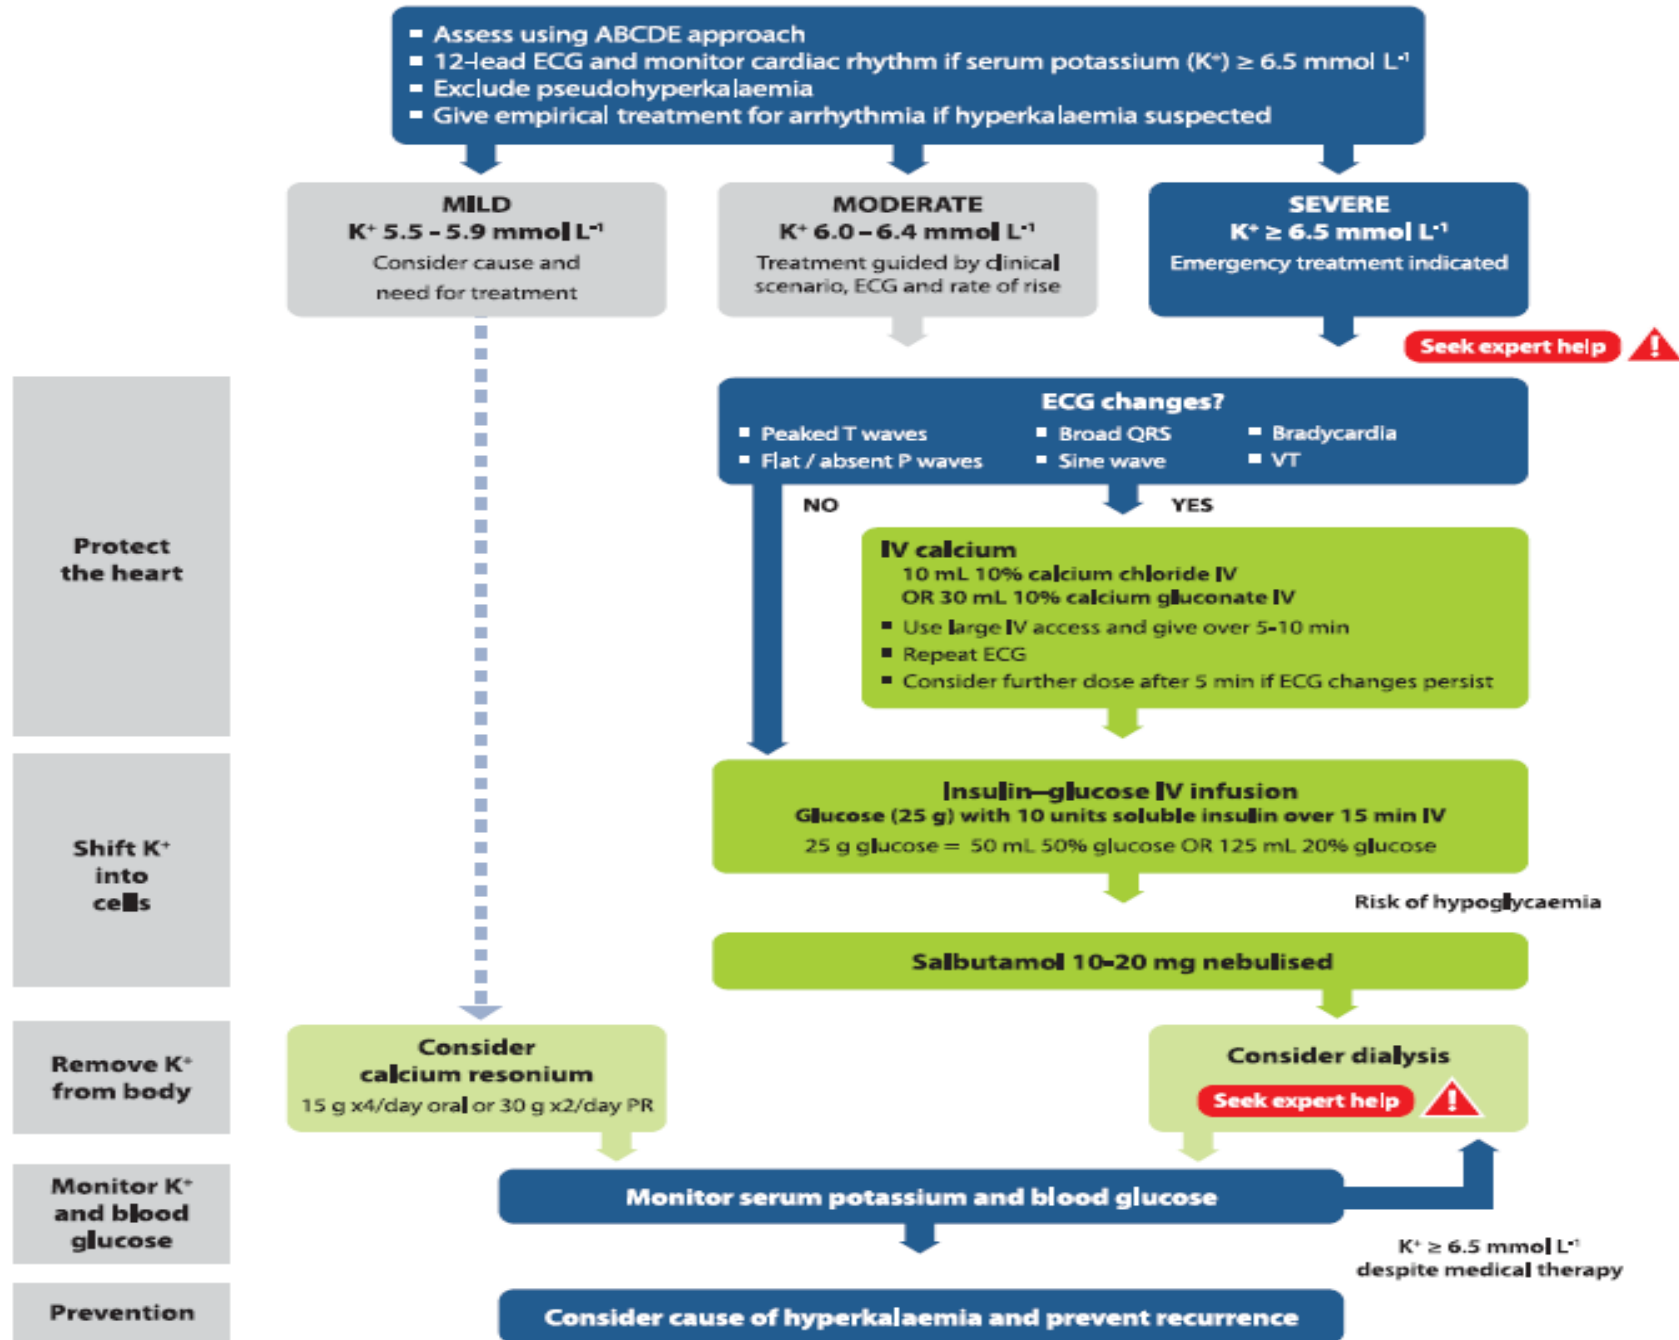 ▪ Assess using ABCDE approach
▪ 12-lead ECG and monitor cardiac rhythm if serum potassium (K⁺) ≥ 6.5 mmol L⁻¹
▪ Exclude pseudohyperkalaemia
▪ Give empirical treatment for arrhythmia if hyperkalaemia suspected
MILD
K⁺ 5.5 – 5.9 mmol L⁻¹
Consider cause and
need for treatment
MODERATE
K⁺ 6.0 – 6.4 mmol L⁻¹
Treatment guided by clinical
scenario, ECG and rate of rise
SEVERE
K⁺ ≥ 6.5 mmol L⁻¹
Emergency treatment indicated
Seek expert help !
Protect
the heart
ECG changes?
▪ Peaked T waves
▪ Flat / absent P waves
▪ Broad QRS
▪ Sine wave
▪ Bradycardia
▪ VT
NO
YES
IV calcium
10 mL 10% calcium chloride IV
OR 30 mL 10% calcium gluconate IV
▪ Use large IV access and give over 5-10 min
▪ Repeat ECG
▪ Consider further dose after 5 min if ECG changes persist
Shift K⁺
into
cells
Insulin–glucose IV infusion
Glucose (25 g) with 10 units soluble insulin over 15 min IV
25 g glucose = 50 mL 50% glucose OR 125 mL 20% glucose
Risk of hypoglycaemia
Salbutamol 10–20 mg nebulised
Remove K⁺
from body
Consider
calcium resonium
15 g x4/day oral or 30 g x2/day PR
Consider dialysis
Seek expert help !
Monitor K⁺
and blood
glucose
Monitor serum potassium and blood glucose
K⁺ ≥ 6.5 mmol L⁻¹
despite medical therapy
Prevention
Consider cause of hyperkalaemia and prevent recurrence